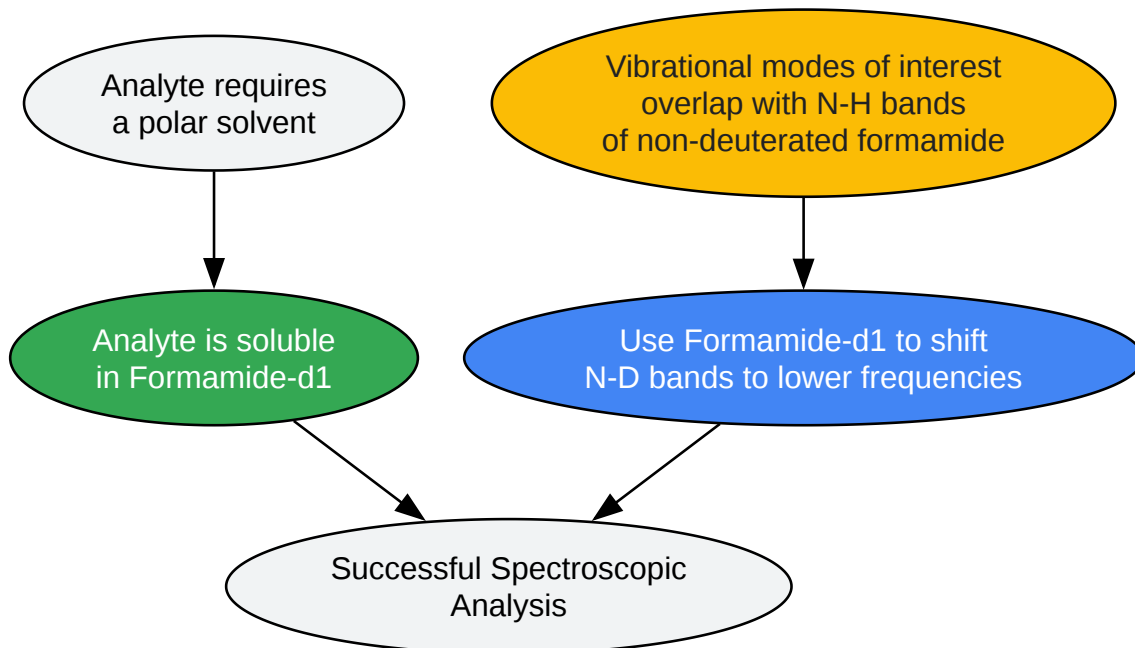 Analyte requires
a polar solvent
Vibrational modes of interest
overlap with N-H bands
of non-deuterated formamide
Analyte is soluble
in Formamide-d1
Use Formamide-d1 to shift
N-D bands to lower frequencies
Successful Spectroscopic
Analysis